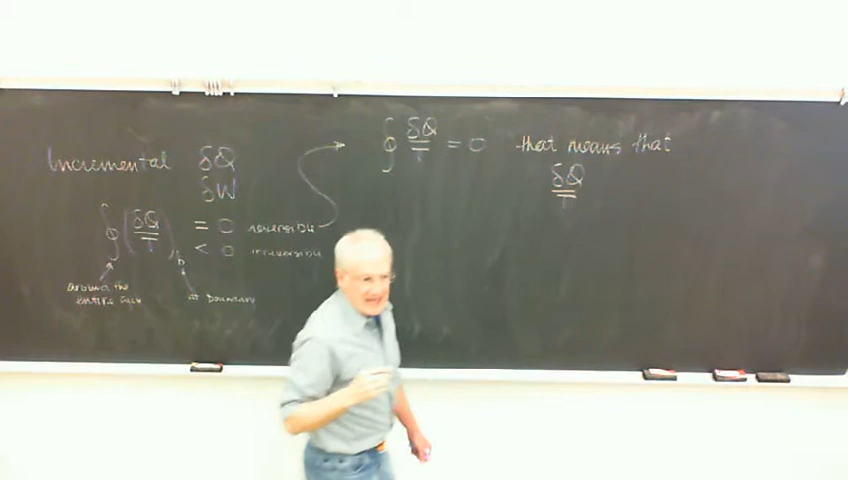 Incremental δQ
δW
∮(δQ/T)b = 0 reversible
< 0 irreversible
Around the
entire cycle
at boundary
∮ δQ/T = 0 that means that
δQ/T